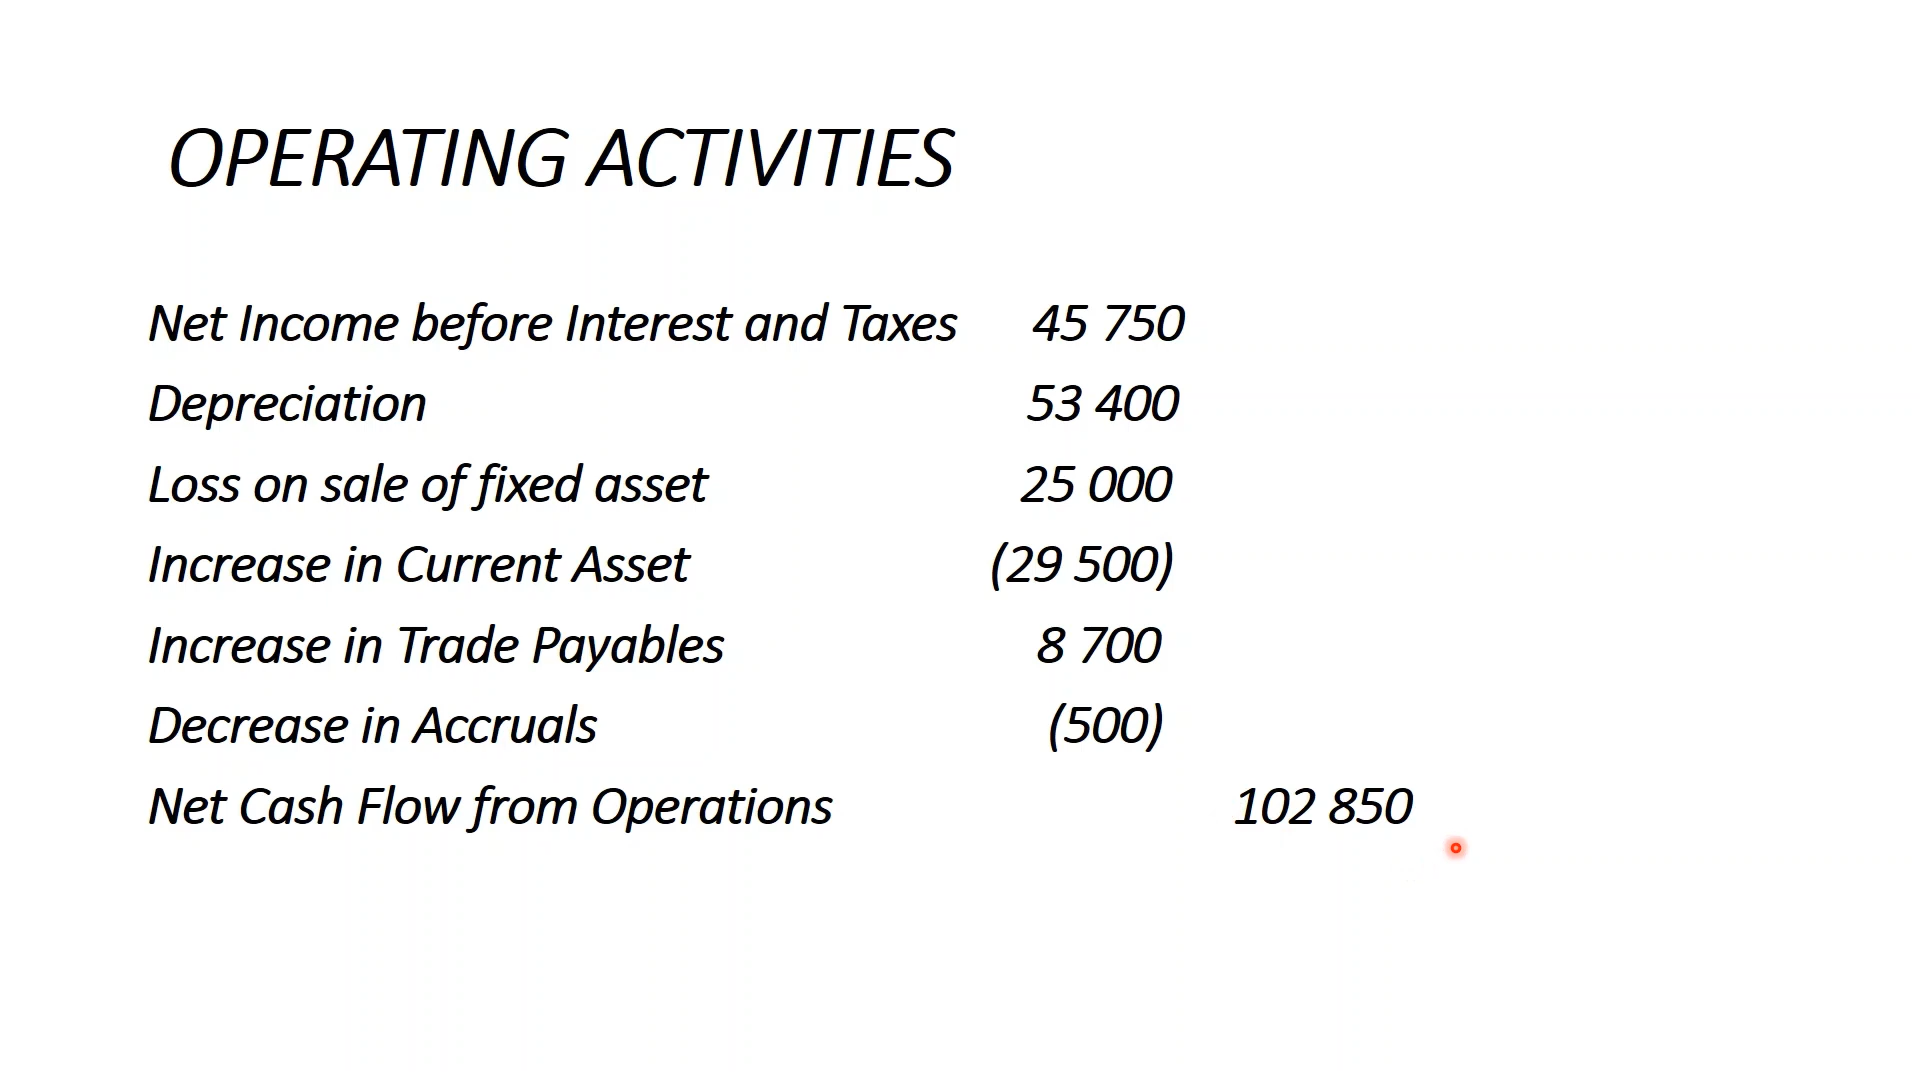 OPERATING ACTIVITIES
Net Income before Interest and Taxes 45 750
Depreciation 53 400
Loss on sale of fixed asset 25 000
Increase in Current Asset (29 500)
Increase in Trade Payables 8 700
Decrease in Accruals (500)
Net Cash Flow from Operations 102 850